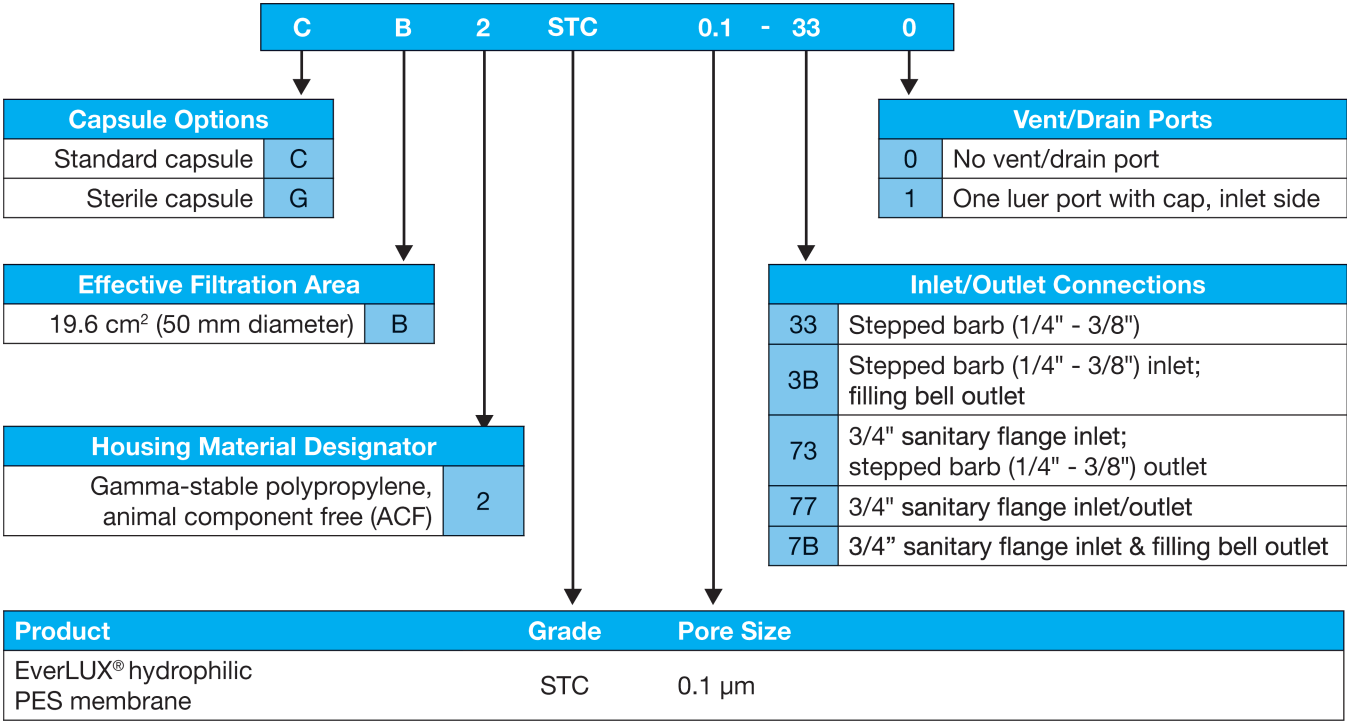 C B 2 STC 0.1 - 33 0
Capsule Options
Standard capsule C
Sterile capsule G
Effective Filtration Area
19.6 cm² (50 mm diameter) B
Housing Material Designator
Gamma-stable polypropylene,
animal component free (ACF) 2
Vent/Drain Ports
0 No vent/drain port
1 One luer port with cap, inlet side
Inlet/Outlet Connections
33 Stepped barb (1/4" - 3/8")
3B Stepped barb (1/4" - 3/8") inlet;
filling bell outlet
73 3/4" sanitary flange inlet;
stepped barb (1/4" - 3/8") outlet
77 3/4" sanitary flange inlet/outlet
7B 3/4” sanitary flange inlet & filling bell outlet
Product Grade Pore Size
EverLUX® hydrophilic
PES membrane STC 0.1 µm